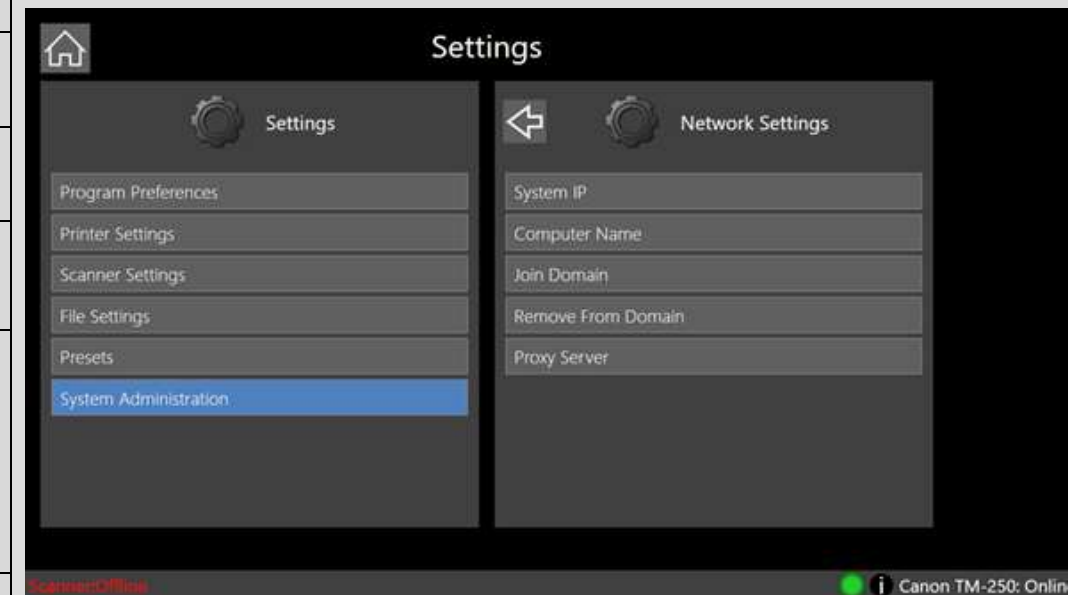 Settings
Settings
Program Preferences
Printer Settings
Scanner Settings
File Settings
Presets
System Administration
Network Settings
System IP
Computer Name
Join Domain
Remove From Domain
Proxy Server
Scanner:Offline
i Canon TM-250: Online